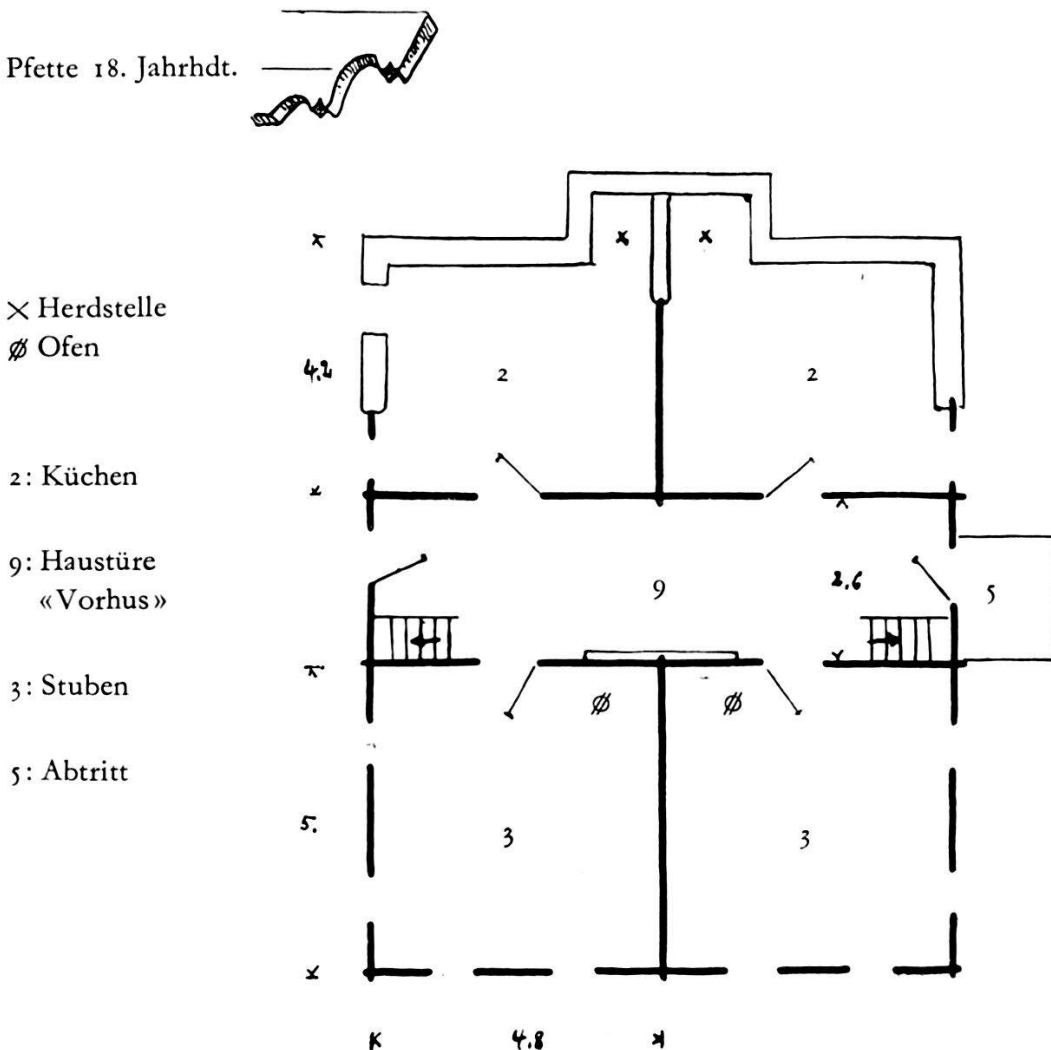 Pfette 18. Jahrhdt.
× Herdstelle
Ø Ofen
2: Küchen
9: Haustüre
«Vorhus»
3: Stuben
5: Abtritt
x x
4.2
2 2
9
2.6
5
Ø Ø
5.
3 3
4.8